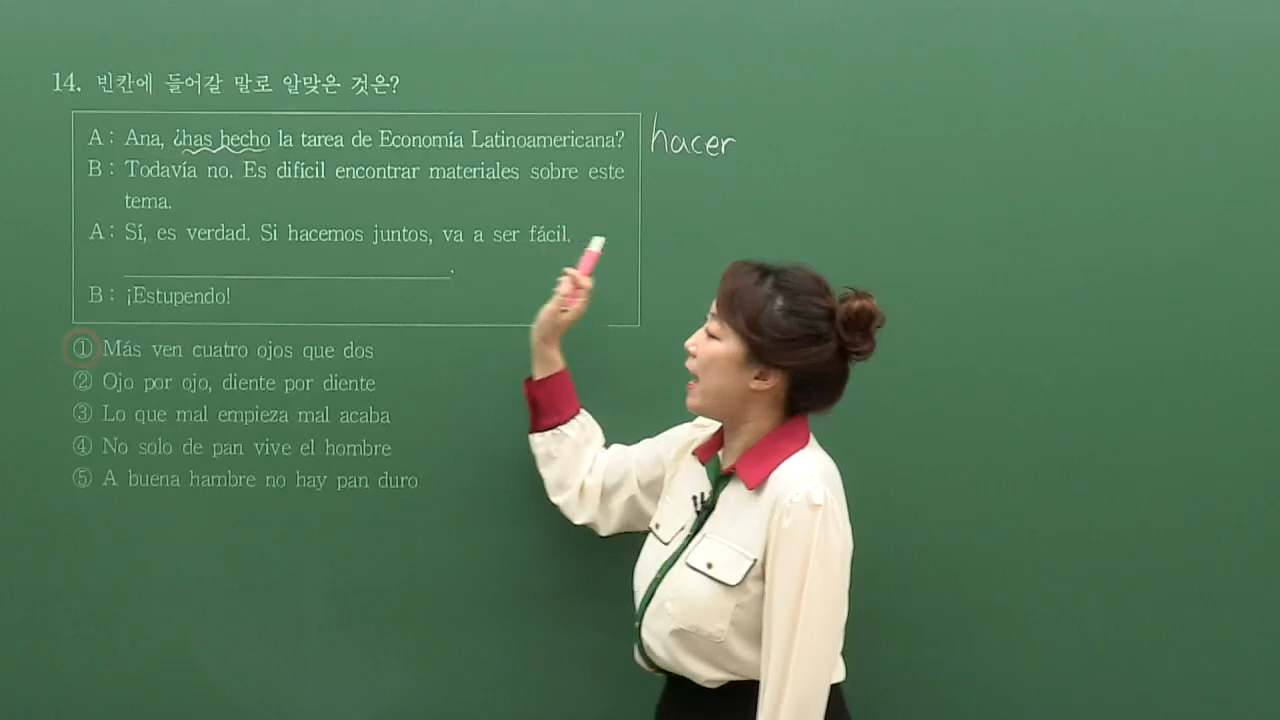 14. 빈칸에 들어갈 말로 알맞은 것은?
A : Ana, ¿has hecho la tarea de Economía Latinoamericana? hacer
B : Todavía no. Es difícil encontrar materiales sobre este
tema.
A : Sí, es verdad. Si hacemos juntos, va a ser fácil.
.
B : ¡Estupendo!
① Más ven cuatro ojos que dos
② Ojo por ojo, diente por diente
③ Lo que mal empieza mal acaba
④ No solo de pan vive el hombre
⑤ A buena hambre no hay pan duro